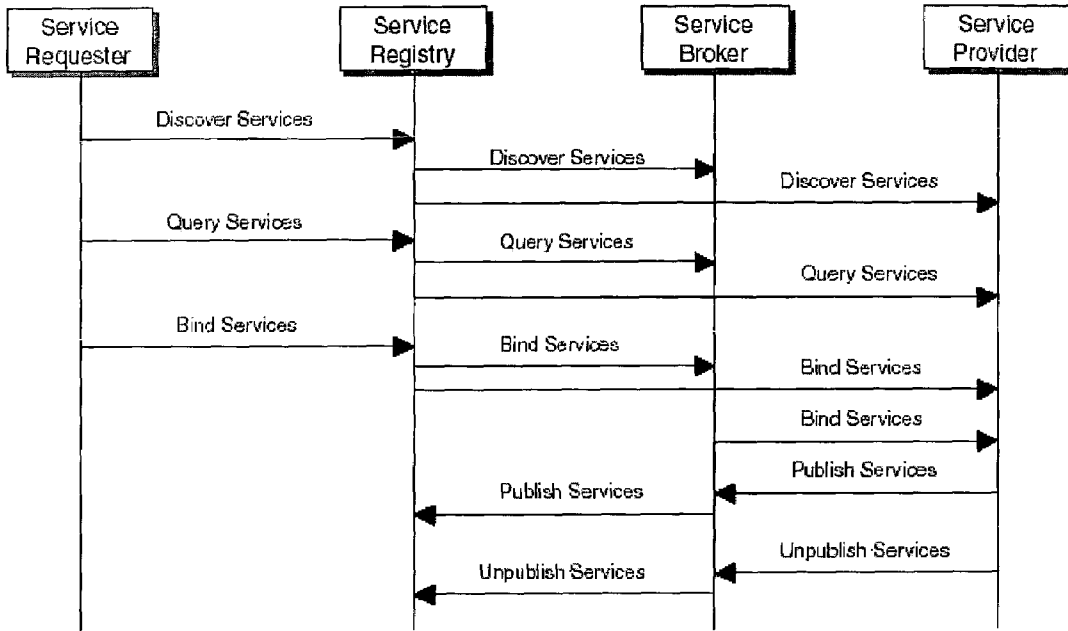 Service
Requester
Service
Registry
Service
Broker
Service
Provider
Discover Services
Discover Services
Discover Services
Query Services
Query Services
Query Services
Bind Services
Bind Services
Bind Services
Bind Services
Publish Services
Publish Services
Unpublish Services
Unpublish Services